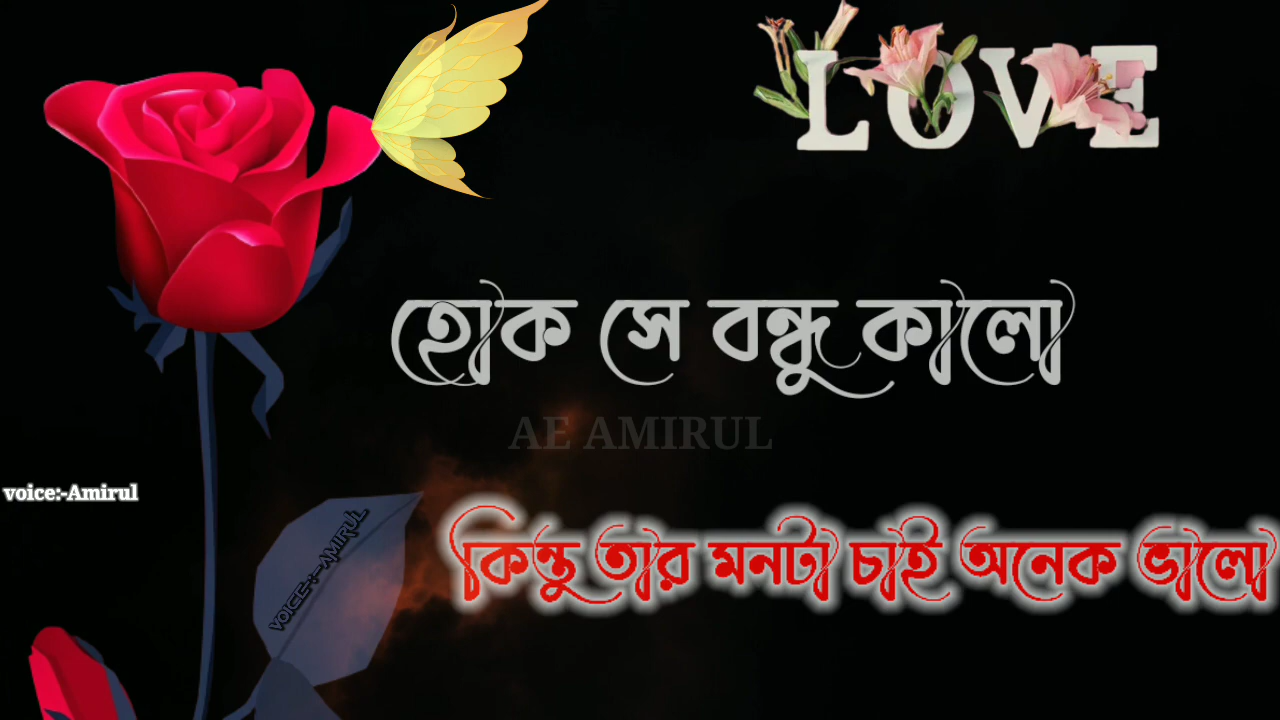 LOVE
হোক সে বন্ধু কালো
AE AMIRUL
voice:-Amirul
VOICE:-AMIRUL
কিন্তু তার মনটা চাই অনেক ভালো